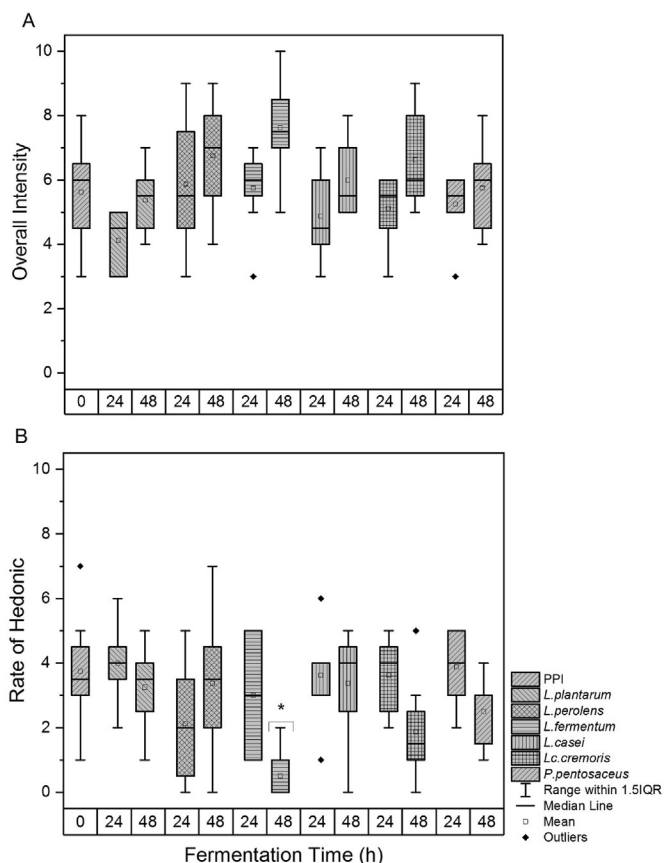 A
10
8
6
4
2
0
Overall Intensity
0 24 48 24 48 24 48 24 48 24 48 24 48
B
10
8
6
4
2
0
Rate of Hedonic
*
0 24 48 24 48 24 48 24 48 24 48 24 48
Fermentation Time (h)
PPI
L.plantarum
L.perolens
L.fermentum
L.casei
Lc.cremoris
P.pentosaceus
Range within 1.5IQR
Median Line
Mean
Outliers